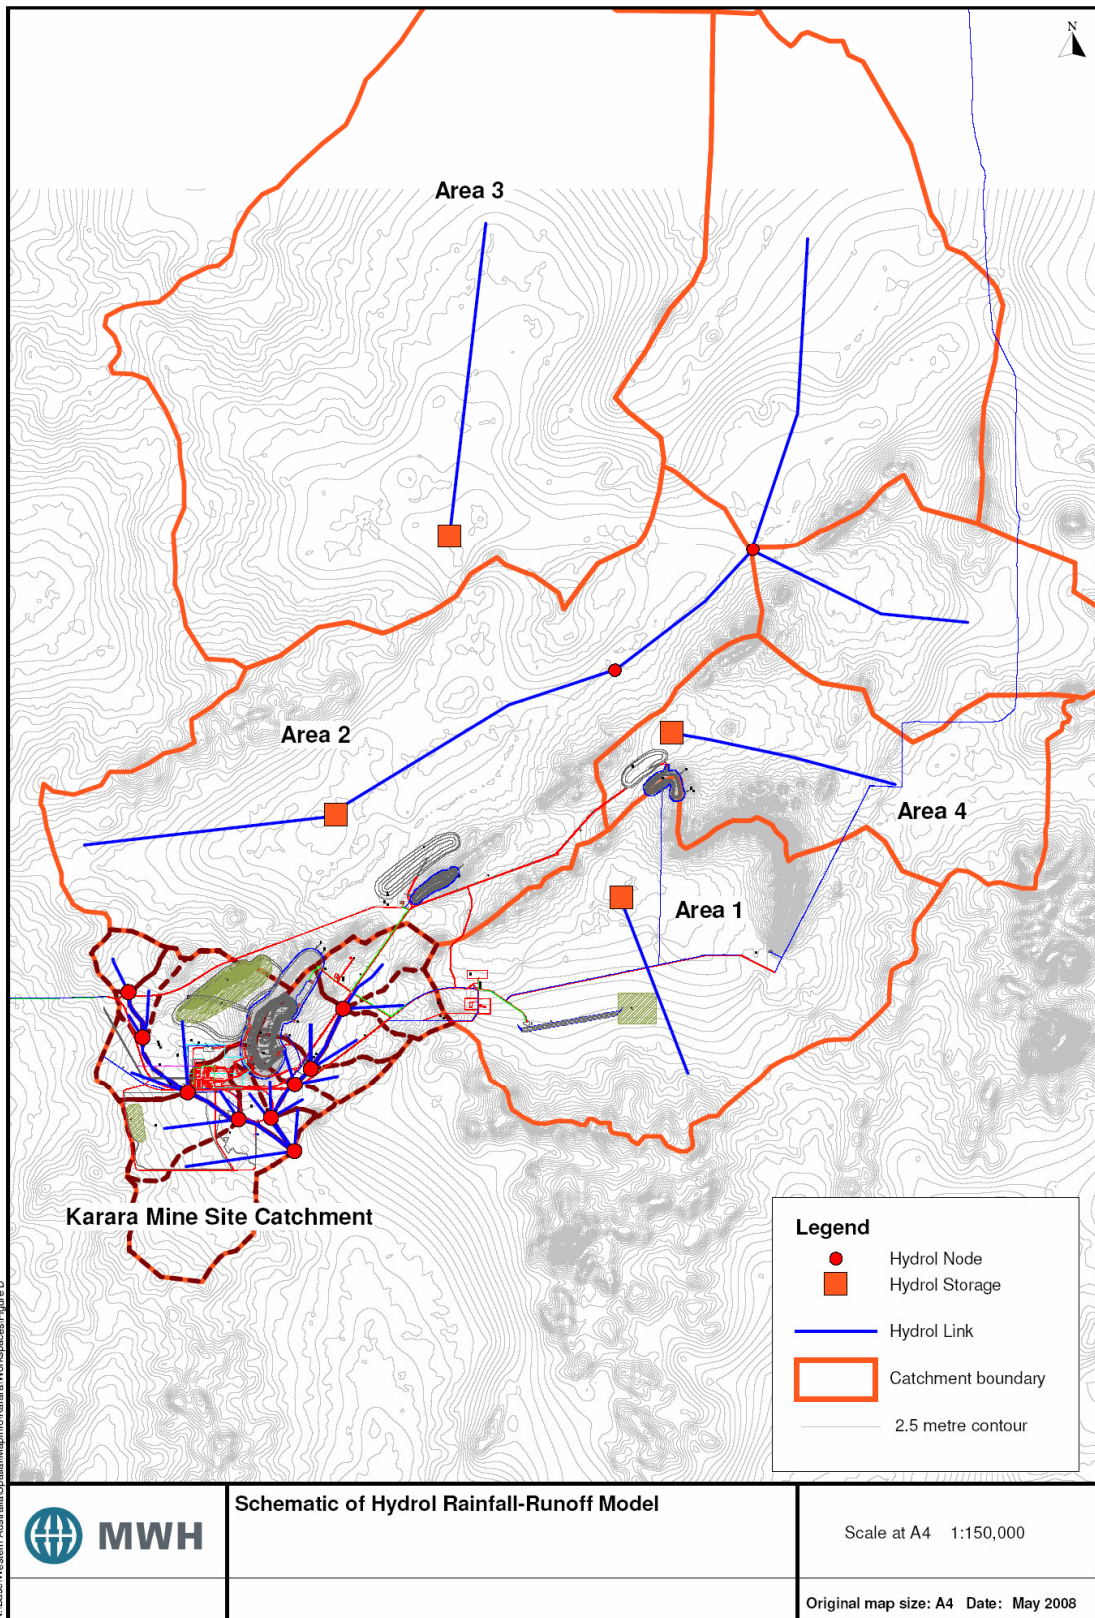 N
Area 3
Area 2
Area 4
Area 1
Karara Mine Site Catchment
Legend
Hydrol Node
Hydrol Storage
Hydrol Link
Catchment boundary
2.5 metre contour
MWH
Schematic of Hydrol Rainfall-Runoff Model
Scale at A4 1:150,000
Original map size: A4 Date: May 2008